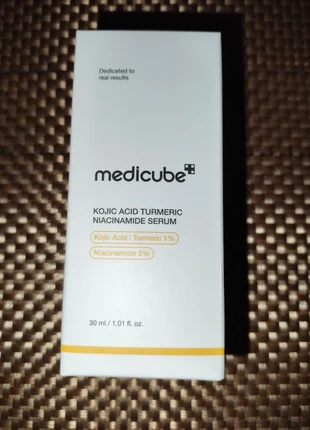 Dedicated to
real results
medicube
KOJIC ACID TURMERIC
NIACINAMIDE SERUM
Kojic Acid | Turmeric 1%
Niacinamide 5%
30 ml / 1.01 fl. oz.